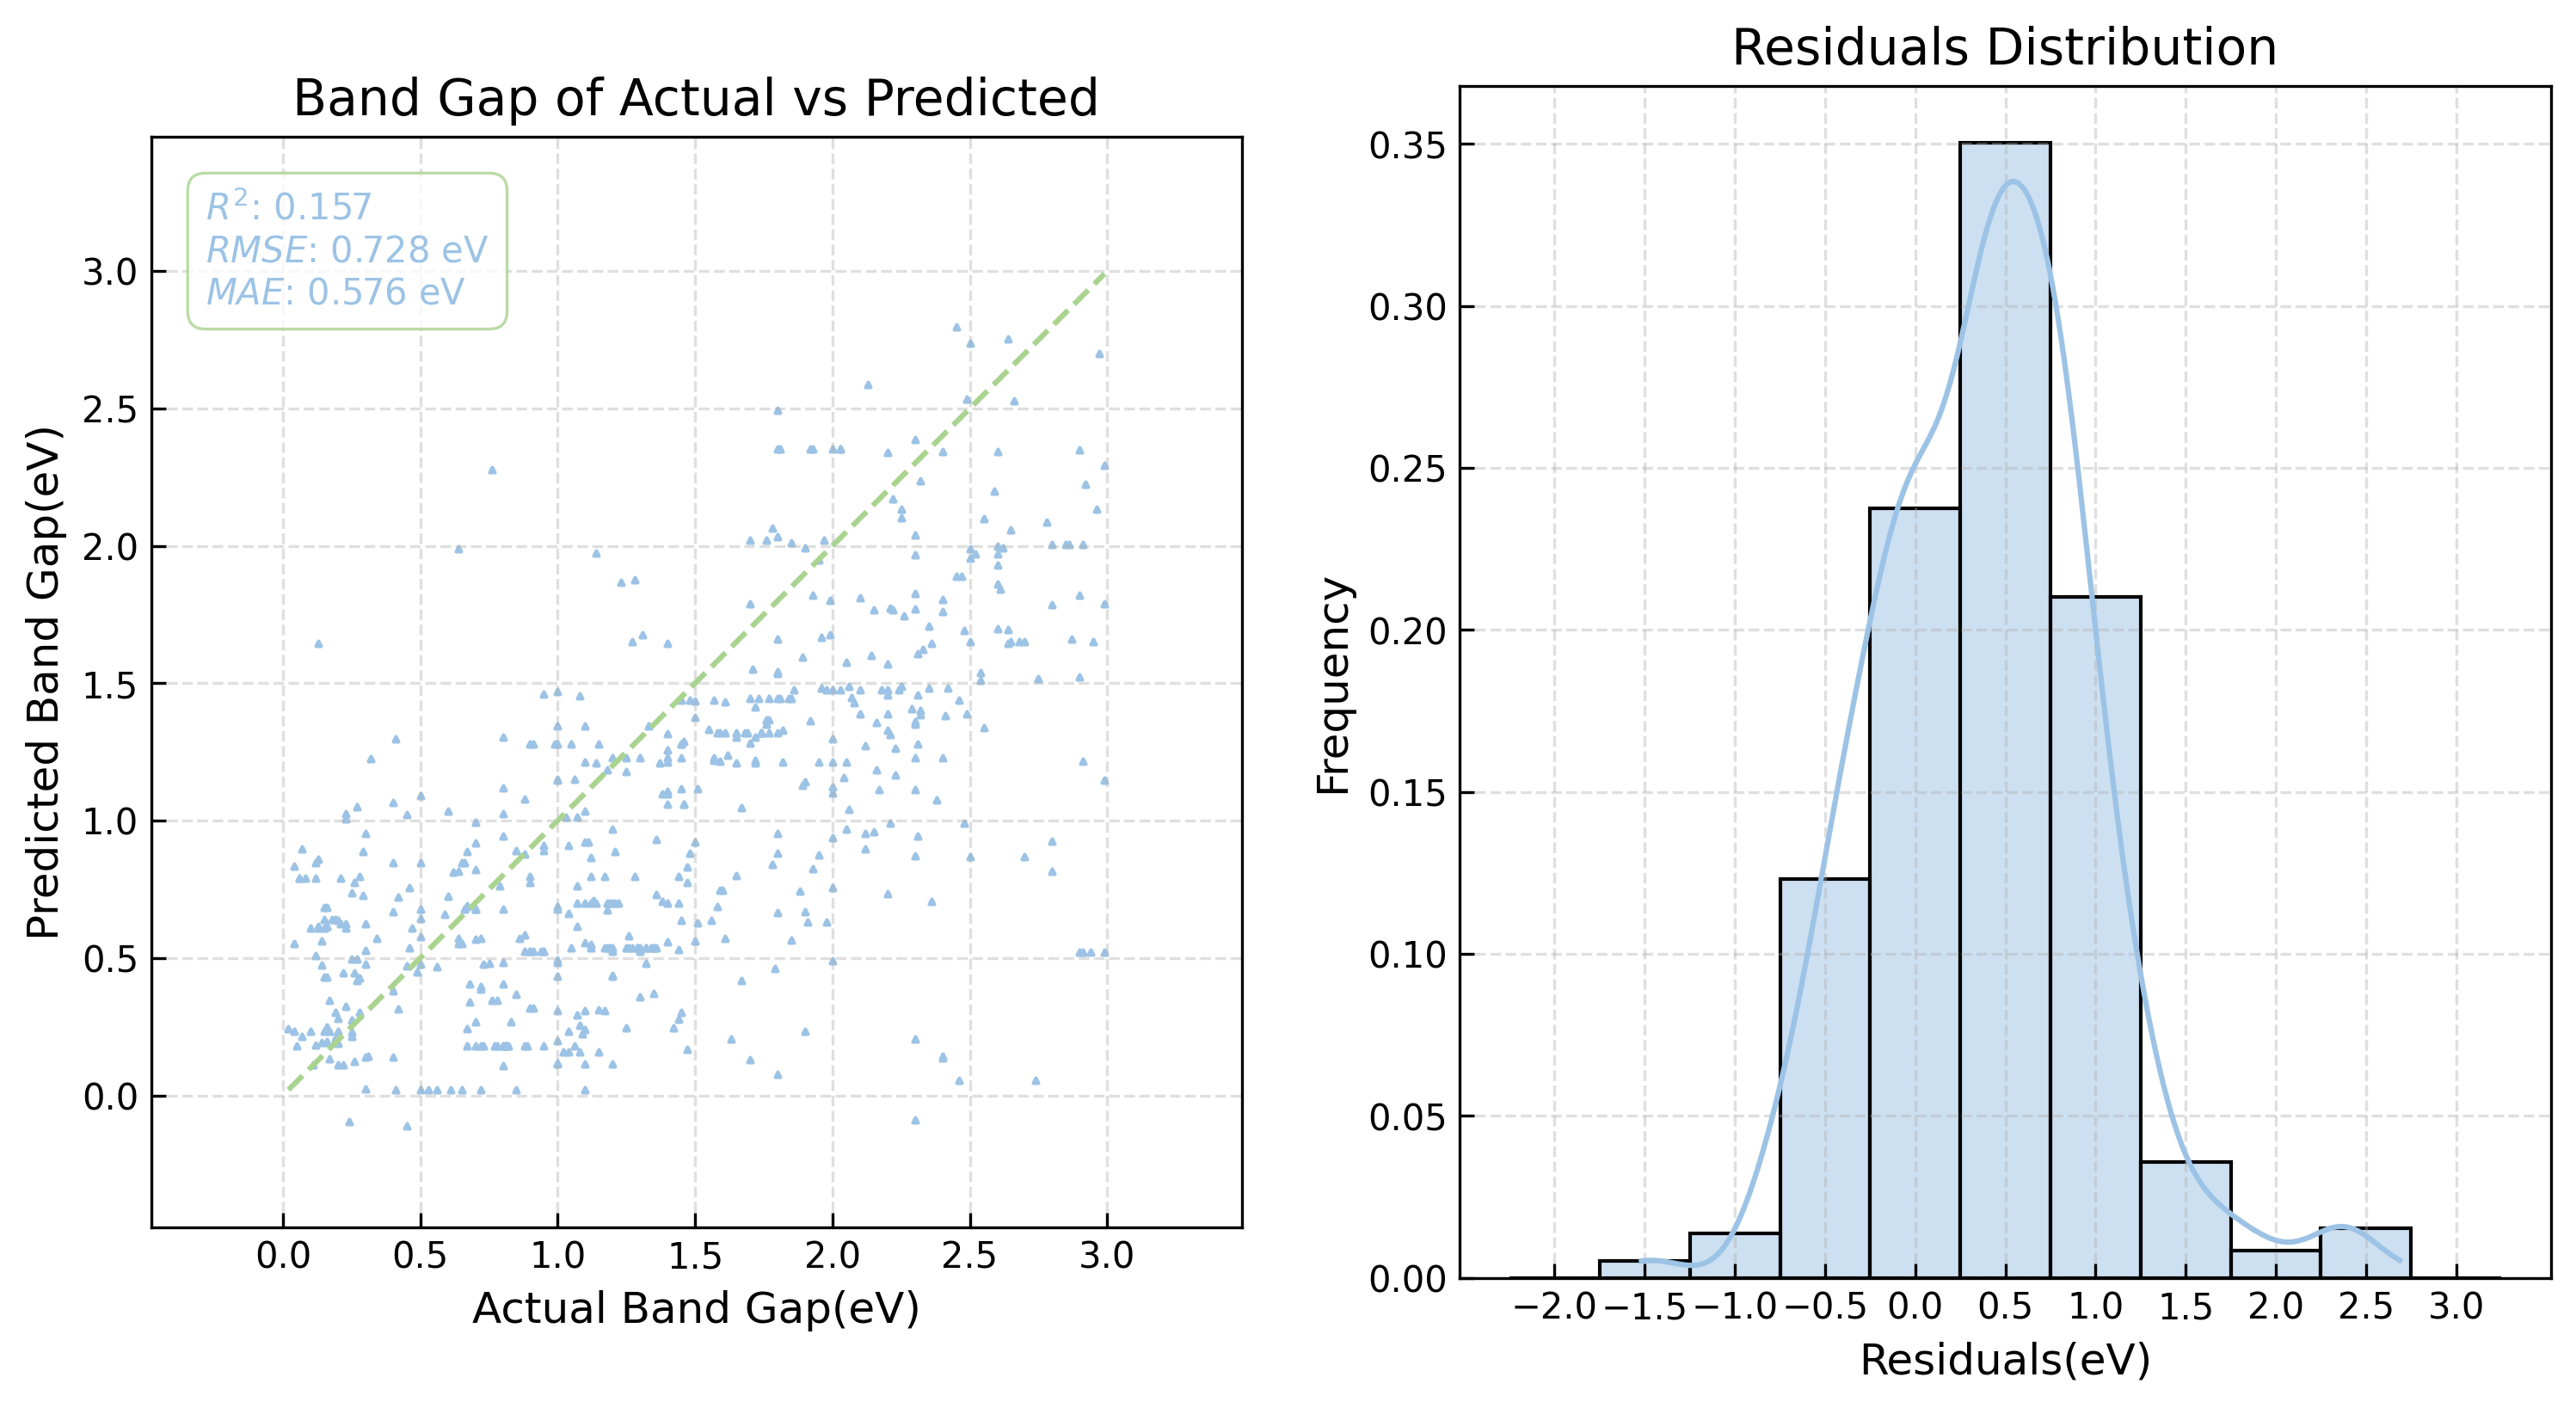 Band Gap of Actual vs Predicted
R²: 0.157
RMSE: 0.728 eV
MAE: 0.576 eV
Predicted Band Gap(eV)
3.0
2.5
2.0
1.5
1.0
0.5
0.0
0.0 0.5 1.0 1.5 2.0 2.5 3.0
Actual Band Gap(eV)
Residuals Distribution
Frequency
0.35
0.30
0.25
0.20
0.15
0.10
0.05
0.00
−2.0 −1.5 −1.0 −0.5 0.0 0.5 1.0 1.5 2.0 2.5 3.0
Residuals(eV)